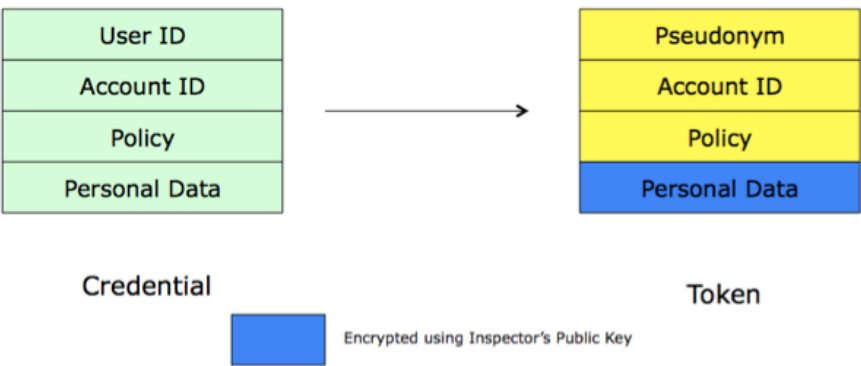 User ID
Account ID
Policy
Personal Data
Credential
Pseudonym
Account ID
Policy
Personal Data
Token
Encrypted using Inspector's Public Key